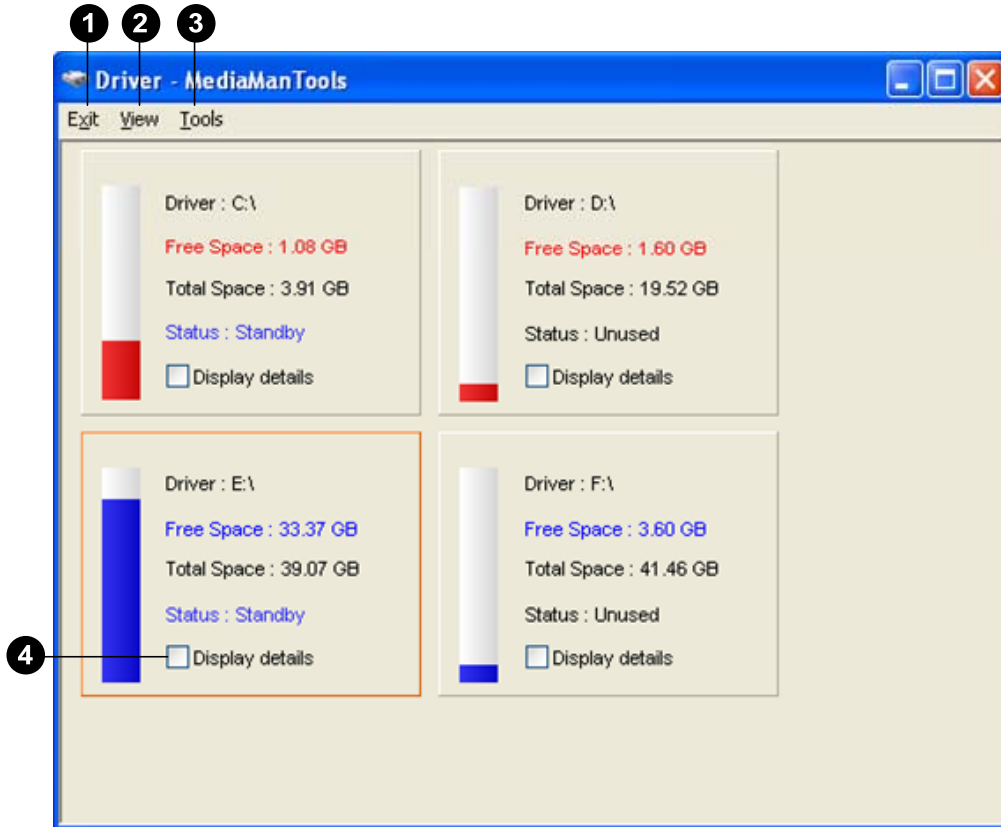 1 2 3
Driver - MediaManTools
Exit View Tools
Driver : C:\
Free Space : 1.08 GB
Total Space : 3.91 GB
Status : Standby
Display details
Driver : D:\
Free Space : 1.60 GB
Total Space : 19.52 GB
Status : Unused
Display details
Driver : E:\
Free Space : 33.37 GB
Total Space : 39.07 GB
Status : Standby
4 Display details
Driver : F:\
Free Space : 3.60 GB
Total Space : 41.46 GB
Status : Unused
Display details